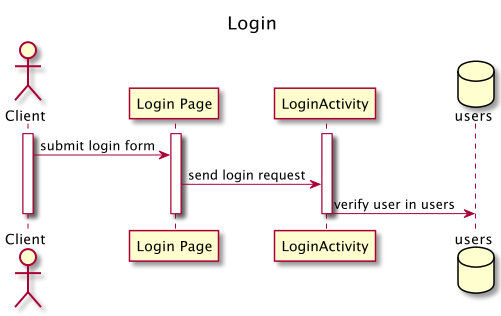 Login
Client
Login Page
LoginActivity
users
submit login form
send login request
verify user in users
Client
Login Page
LoginActivity
users